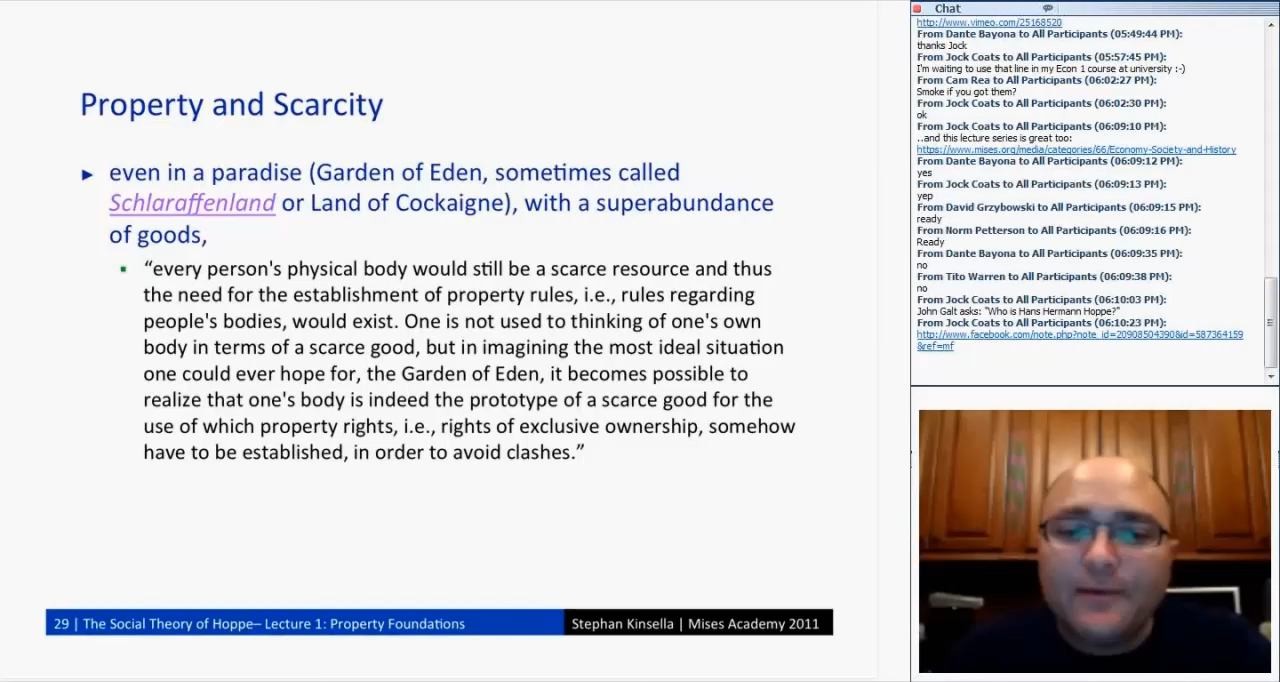 Property and Scarcity
► even in a paradise (Garden of Eden, sometimes called
Schlaraffenland or Land of Cockaigne), with a superabundance
of goods,
▪ “every person's physical body would still be a scarce resource and thus
the need for the establishment of property rules, i.e., rules regarding
people's bodies, would exist. One is not used to thinking of one's own
body in terms of a scarce good, but in imagining the most ideal situation
one could ever hope for, the Garden of Eden, it becomes possible to
realize that one's body is indeed the prototype of a scarce good for the
use of which property rights, i.e., rights of exclusive ownership, somehow
have to be established, in order to avoid clashes.”
29 | The Social Theory of Hoppe– Lecture 1: Property Foundations
Stephan Kinsella | Mises Academy 2011
Chat
http://www.vimeo.com/25168520
From Dante Bayona to All Participants (05:49:44 PM):
thanks Jock
From Jock Coats to All Participants (05:57:45 PM):
I'm waiting to use that line in my Econ 1 course at university :-)
From Cam Rea to All Participants (06:02:27 PM):
Smoke if you got them?
From Jock Coats to All Participants (06:02:30 PM):
ok
From Jock Coats to All Participants (06:09:10 PM):
..and this lecture series is great too:
https://www.mises.org/media/categories/66/Economy-Society-and-History
From Dante Bayona to All Participants (06:09:12 PM):
yes
From Jock Coats to All Participants (06:09:13 PM):
yep
From David Grzybowski to All Participants (06:09:15 PM):
ready
From Norm Petterson to All Participants (06:09:16 PM):
Ready
From Dante Bayona to All Participants (06:09:35 PM):
no
From Tito Warren to All Participants (06:09:38 PM):
no
From Jock Coats to All Participants (06:10:03 PM):
John Galt asks: "Who is Hans Hermann Hoppe?"
From Jock Coats to All Participants (06:10:23 PM):
http://www.facebook.com/note.php?note_id=20908504390&id=587364159
&ref=mf